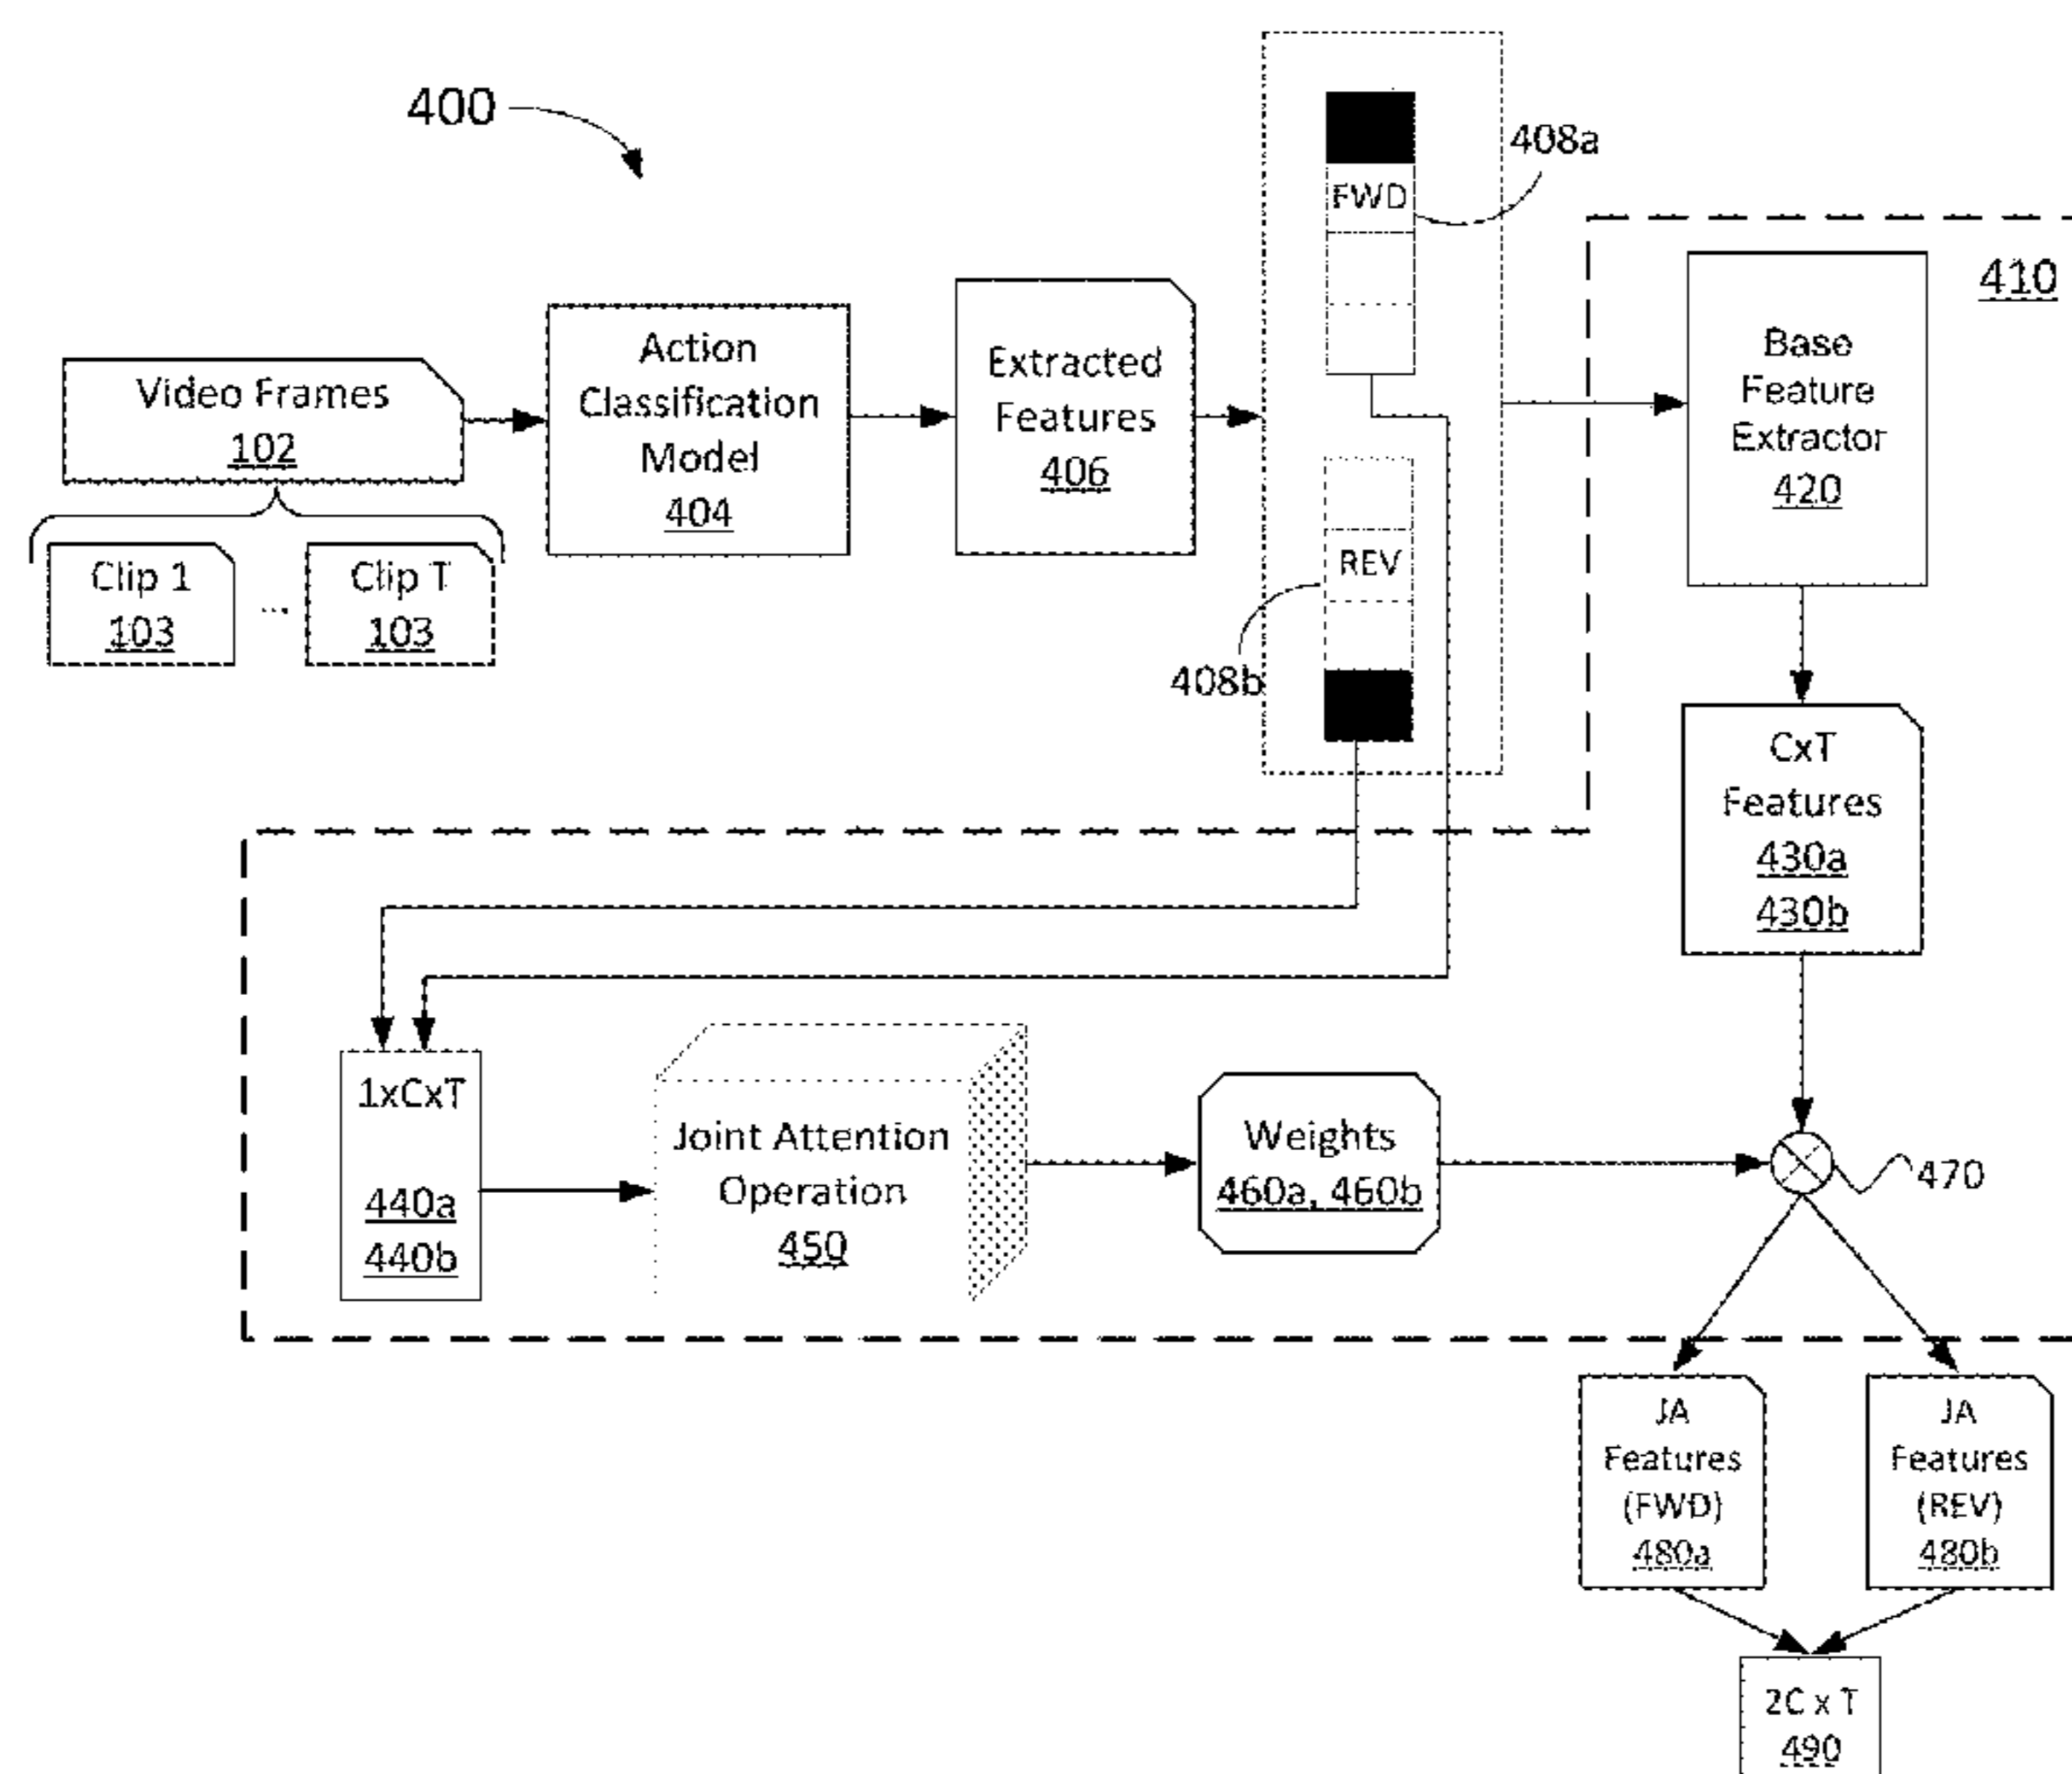 400
Video Frames
102
Clip 1
103
...
Clip T
103
Action
Classification
Model
404
Extracted
Features
406
FWD
408a
REV
408b
410
Base
Feature
Extractor
420
CxT
Features
430a
430b
1xCxT
440a
440b
Joint Attention
Operation
450
Weights
460a, 460b
470
JA
Features
(FWD)
480a
JA
Features
(REV)
480b
2C x T
490